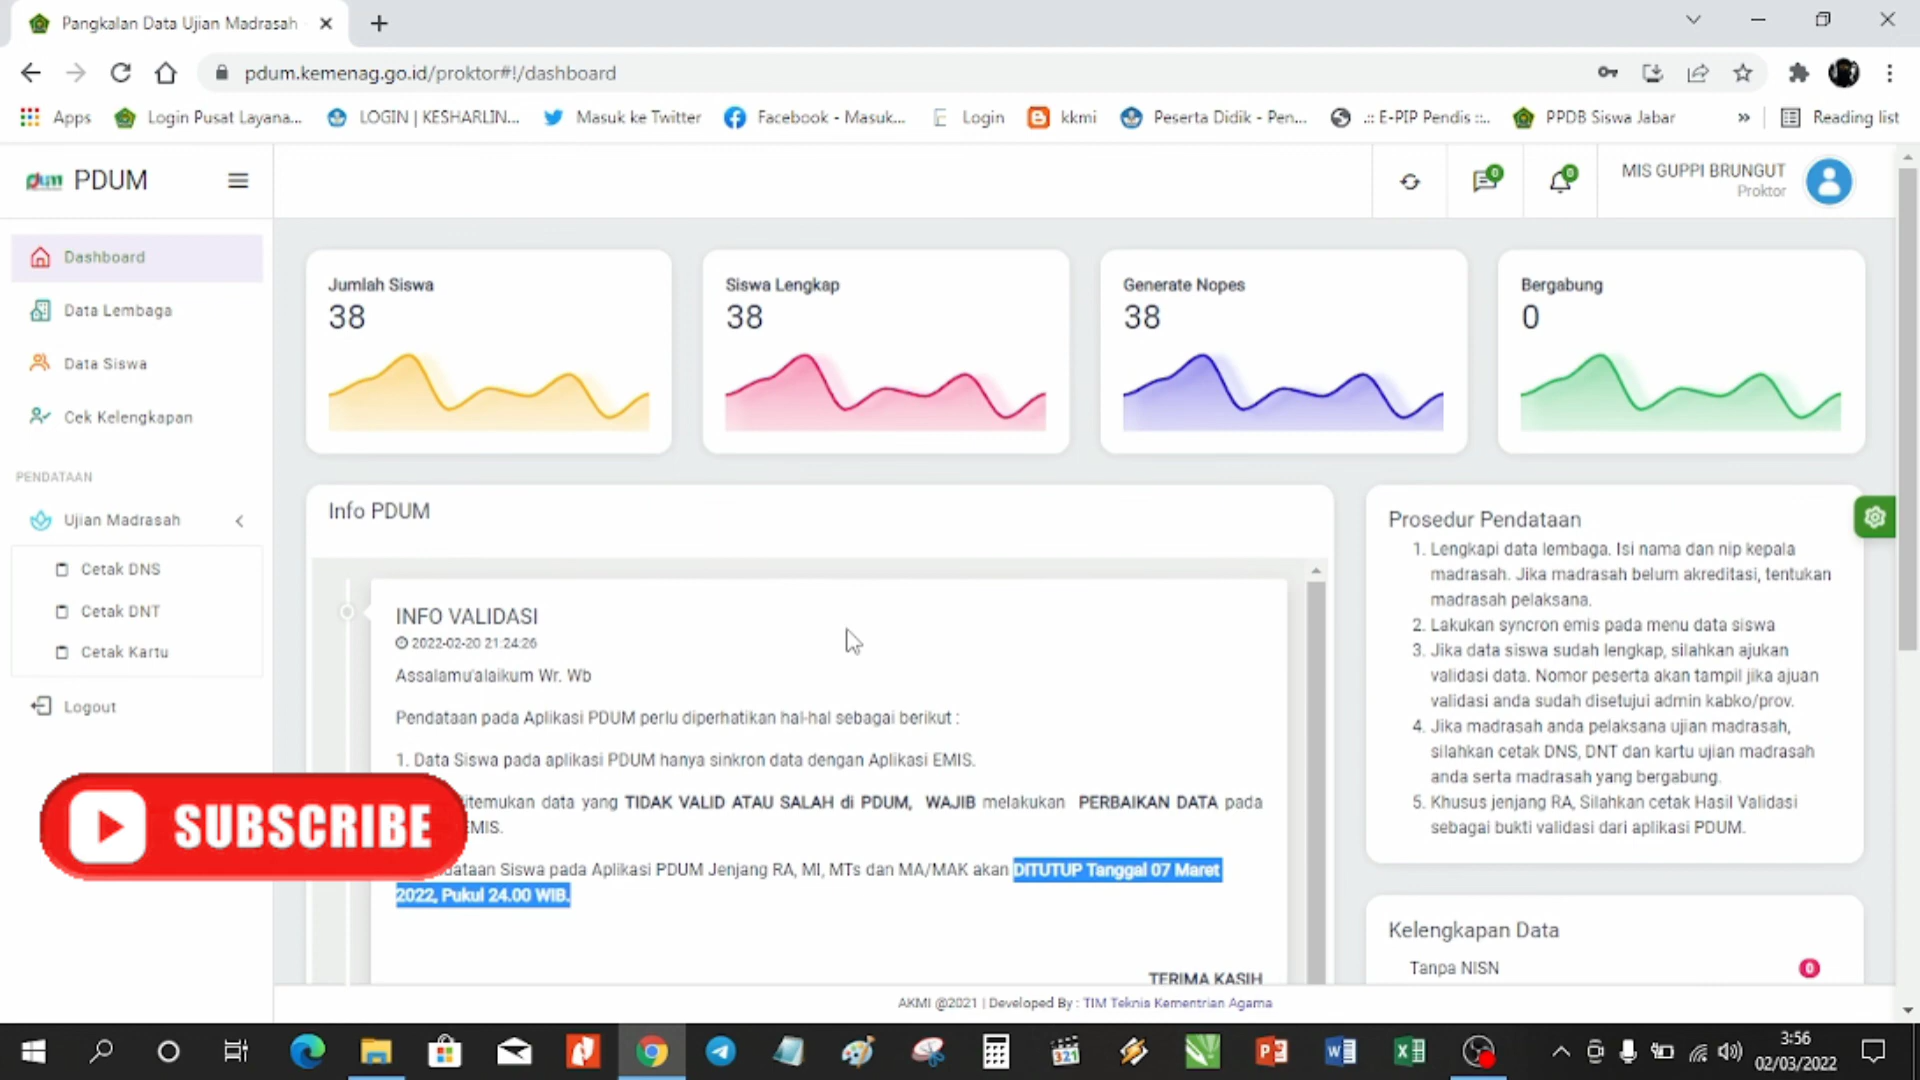 Pangkalan Data Ujian Madrasah
pdum.kemenag.go.id/proktor#!/dashboard
Apps
Login Pusat Layana...
LOGIN | KESHARLIN...
Masuk ke Twitter
Facebook - Masuk...
Login
kkmi
Peserta Didik - Pen...
.:: E-PIP Pendis ::..
PPDB Siswa Jabar
»
Reading list
pdum PDUM
0
0
MIS GUPPI BRUNGUT
Proktor
Dashboard
Data Lembaga
Data Siswa
Cek Kelengkapan
PENDATAAN
Ujian Madrasah
Cetak DNS
Cetak DNT
Cetak Kartu
Logout
Jumlah Siswa
38
Siswa Lengkap
38
Generate Nopes
38
Bergabung
0
Info PDUM
INFO VALIDASI
2022-02-20 21:24:26
Assalamu'alaikum Wr. Wb
Pendataan pada Aplikasi PDUM perlu diperhatikan hal-hal sebagai berikut :
1. Data Siswa pada aplikasi PDUM hanya sinkron data dengan Aplikasi EMIS.
itemukan data yang TIDAK VALID ATAU SALAH di PDUM, WAJIB melakukan PERBAIKAN DATA pada
EMIS.
dataan Siswa pada Aplikasi PDUM Jenjang RA, MI, MTs dan MA/MAK akan DITUTUP Tanggal 07 Maret
2022, Pukul 24.00 WIB.
TERIMA KASIH
SUBSCRIBE
Prosedur Pendataan
1. Lengkapi data lembaga. Isi nama dan nip kepala
madrasah. Jika madrasah belum akreditasi, tentukan
madrasah pelaksana.
2. Lakukan syncron emis pada menu data siswa
3. Jika data siswa sudah lengkap, silahkan ajukan
validasi data. Nomor peserta akan tampil jika ajuan
validasi anda sudah disetujui admin kabko/prov.
4. Jika madrasah anda pelaksana ujian madrasah,
silahkan cetak DNS, DNT dan kartu ujian madrasah
anda serta madrasah yang bergabung.
5. Khusus jenjang RA, Silahkan cetak Hasil Validasi
sebagai bukti validasi dari aplikasi PDUM.
Kelengkapan Data
Tanpa NISN
0
AKMI @2021 | Developed By : TIM Teknis Kementrian Agama
321
3:56
02/03/2022